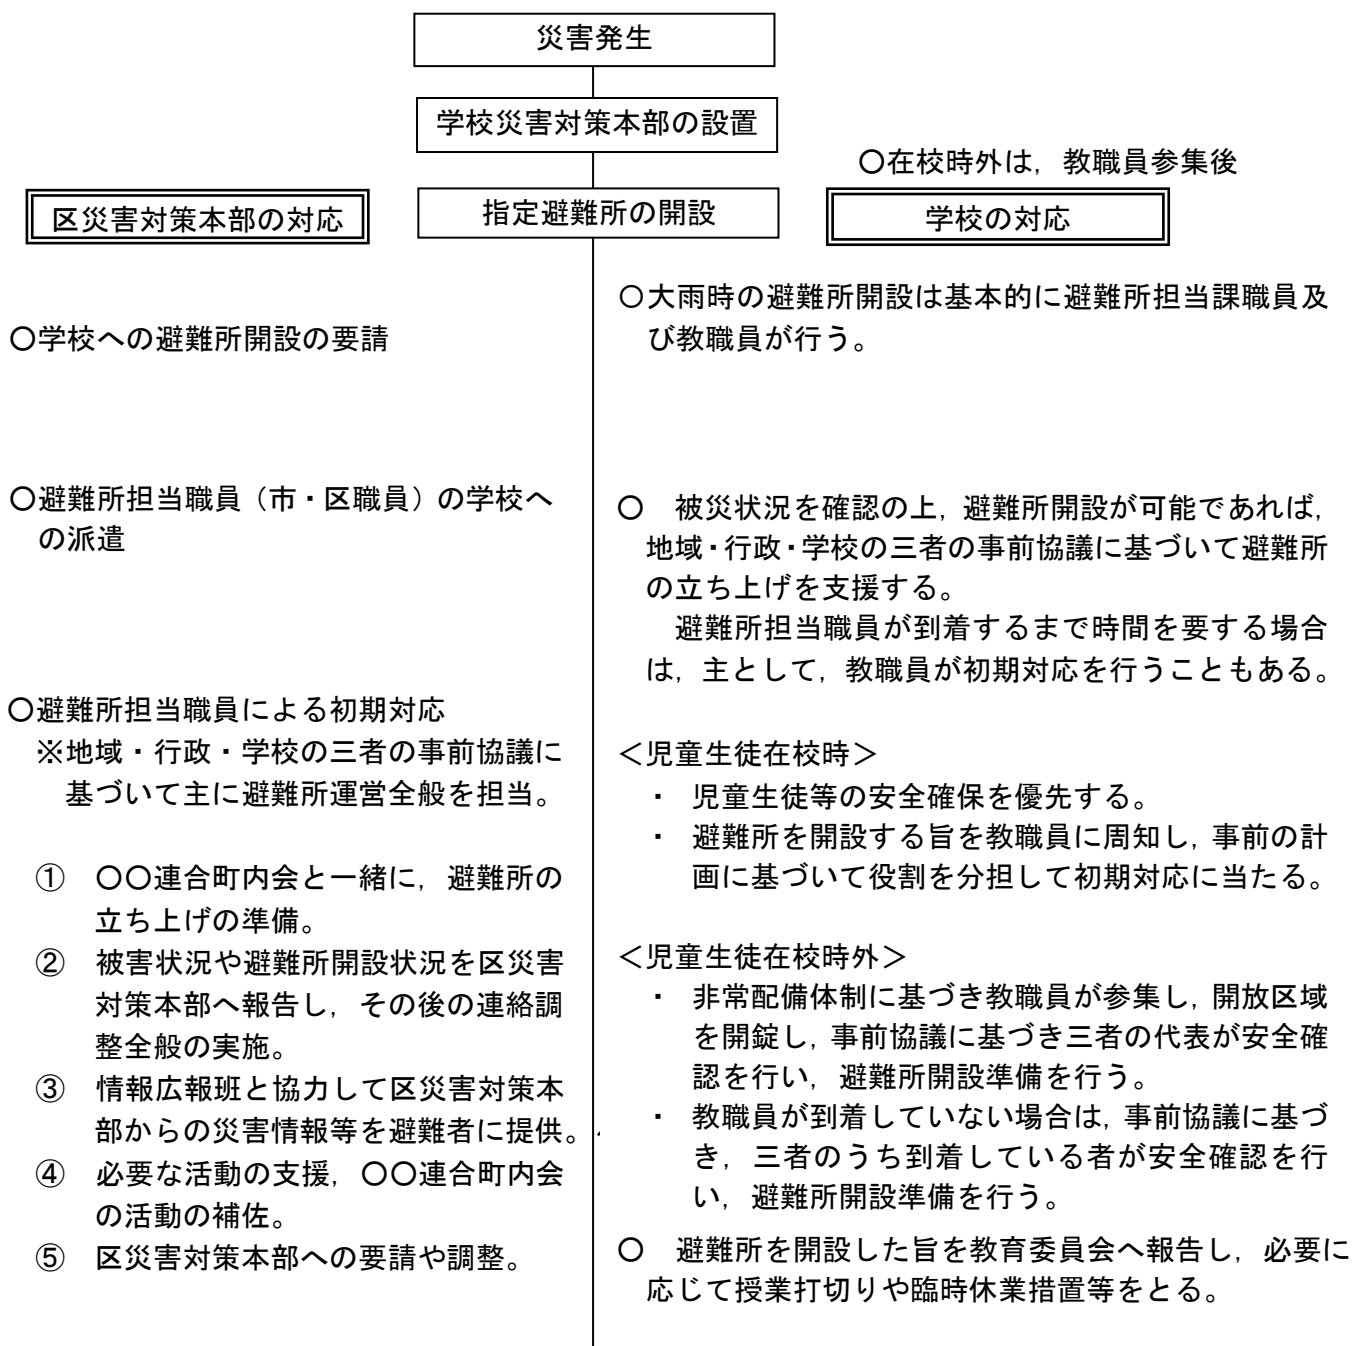 災害発生
学校災害対策本部の設置
〇在校時外は，教職員参集後
区災害対策本部の対応
指定避難所の開設
学校の対応
〇学校への避難所開設の要請
〇避難所担当職員（市・区職員）の学校へ
の派遣
〇避難所担当職員による初期対応
※地域・行政・学校の三者の事前協議に
基づいて主に避難所運営全般を担当。
① 〇〇連合町内会と一緒に，避難所の
立ち上げの準備。
② 被害状況や避難所開設状況を区災害
対策本部へ報告し，その後の連絡調
整全般の実施。
③ 情報広報班と協力して区災害対策本
部からの災害情報等を避難者に提供。
④ 必要な活動の支援，〇〇連合町内会
の活動の補佐。
⑤ 区災害対策本部への要請や調整。
〇大雨時の避難所開設は基本的に避難所担当課職員及
び教職員が行う。
〇 被災状況を確認の上，避難所開設が可能であれば，
地域・行政・学校の三者の事前協議に基づいて避難所
の立ち上げを支援する。
避難所担当職員が到着するまで時間を要する場合
は，主として，教職員が初期対応を行うこともある。
＜児童生徒在校時＞
・ 児童生徒等の安全確保を優先する。
・ 避難所を開設する旨を教職員に周知し，事前の計
画に基づいて役割を分担して初期対応に当たる。
＜児童生徒在校時外＞
・ 非常配備体制に基づき教職員が参集し，開放区域
を開錠し，事前協議に基づき三者の代表が安全確
認を行い，避難所開設準備を行う。
・ 教職員が到着していない場合は，事前協議に基づ
き，三者のうち到着している者が安全確認を行
い，避難所開設準備を行う。
〇 避難所を開設した旨を教育委員会へ報告し，必要に
応じて授業打切りや臨時休業措置等をとる。